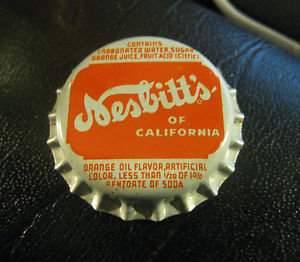 CONTAINS
CARBONATED WATER, SUGAR
ORANGE JUICE, FRUIT ACID (Citric)
Nesbitt's
OF
CALIFORNIA
ORANGE OIL FLAVOR, ARTIFICIAL
COLOR, LESS THAN 1/20 OF 1%
BENZOATE OF SODA